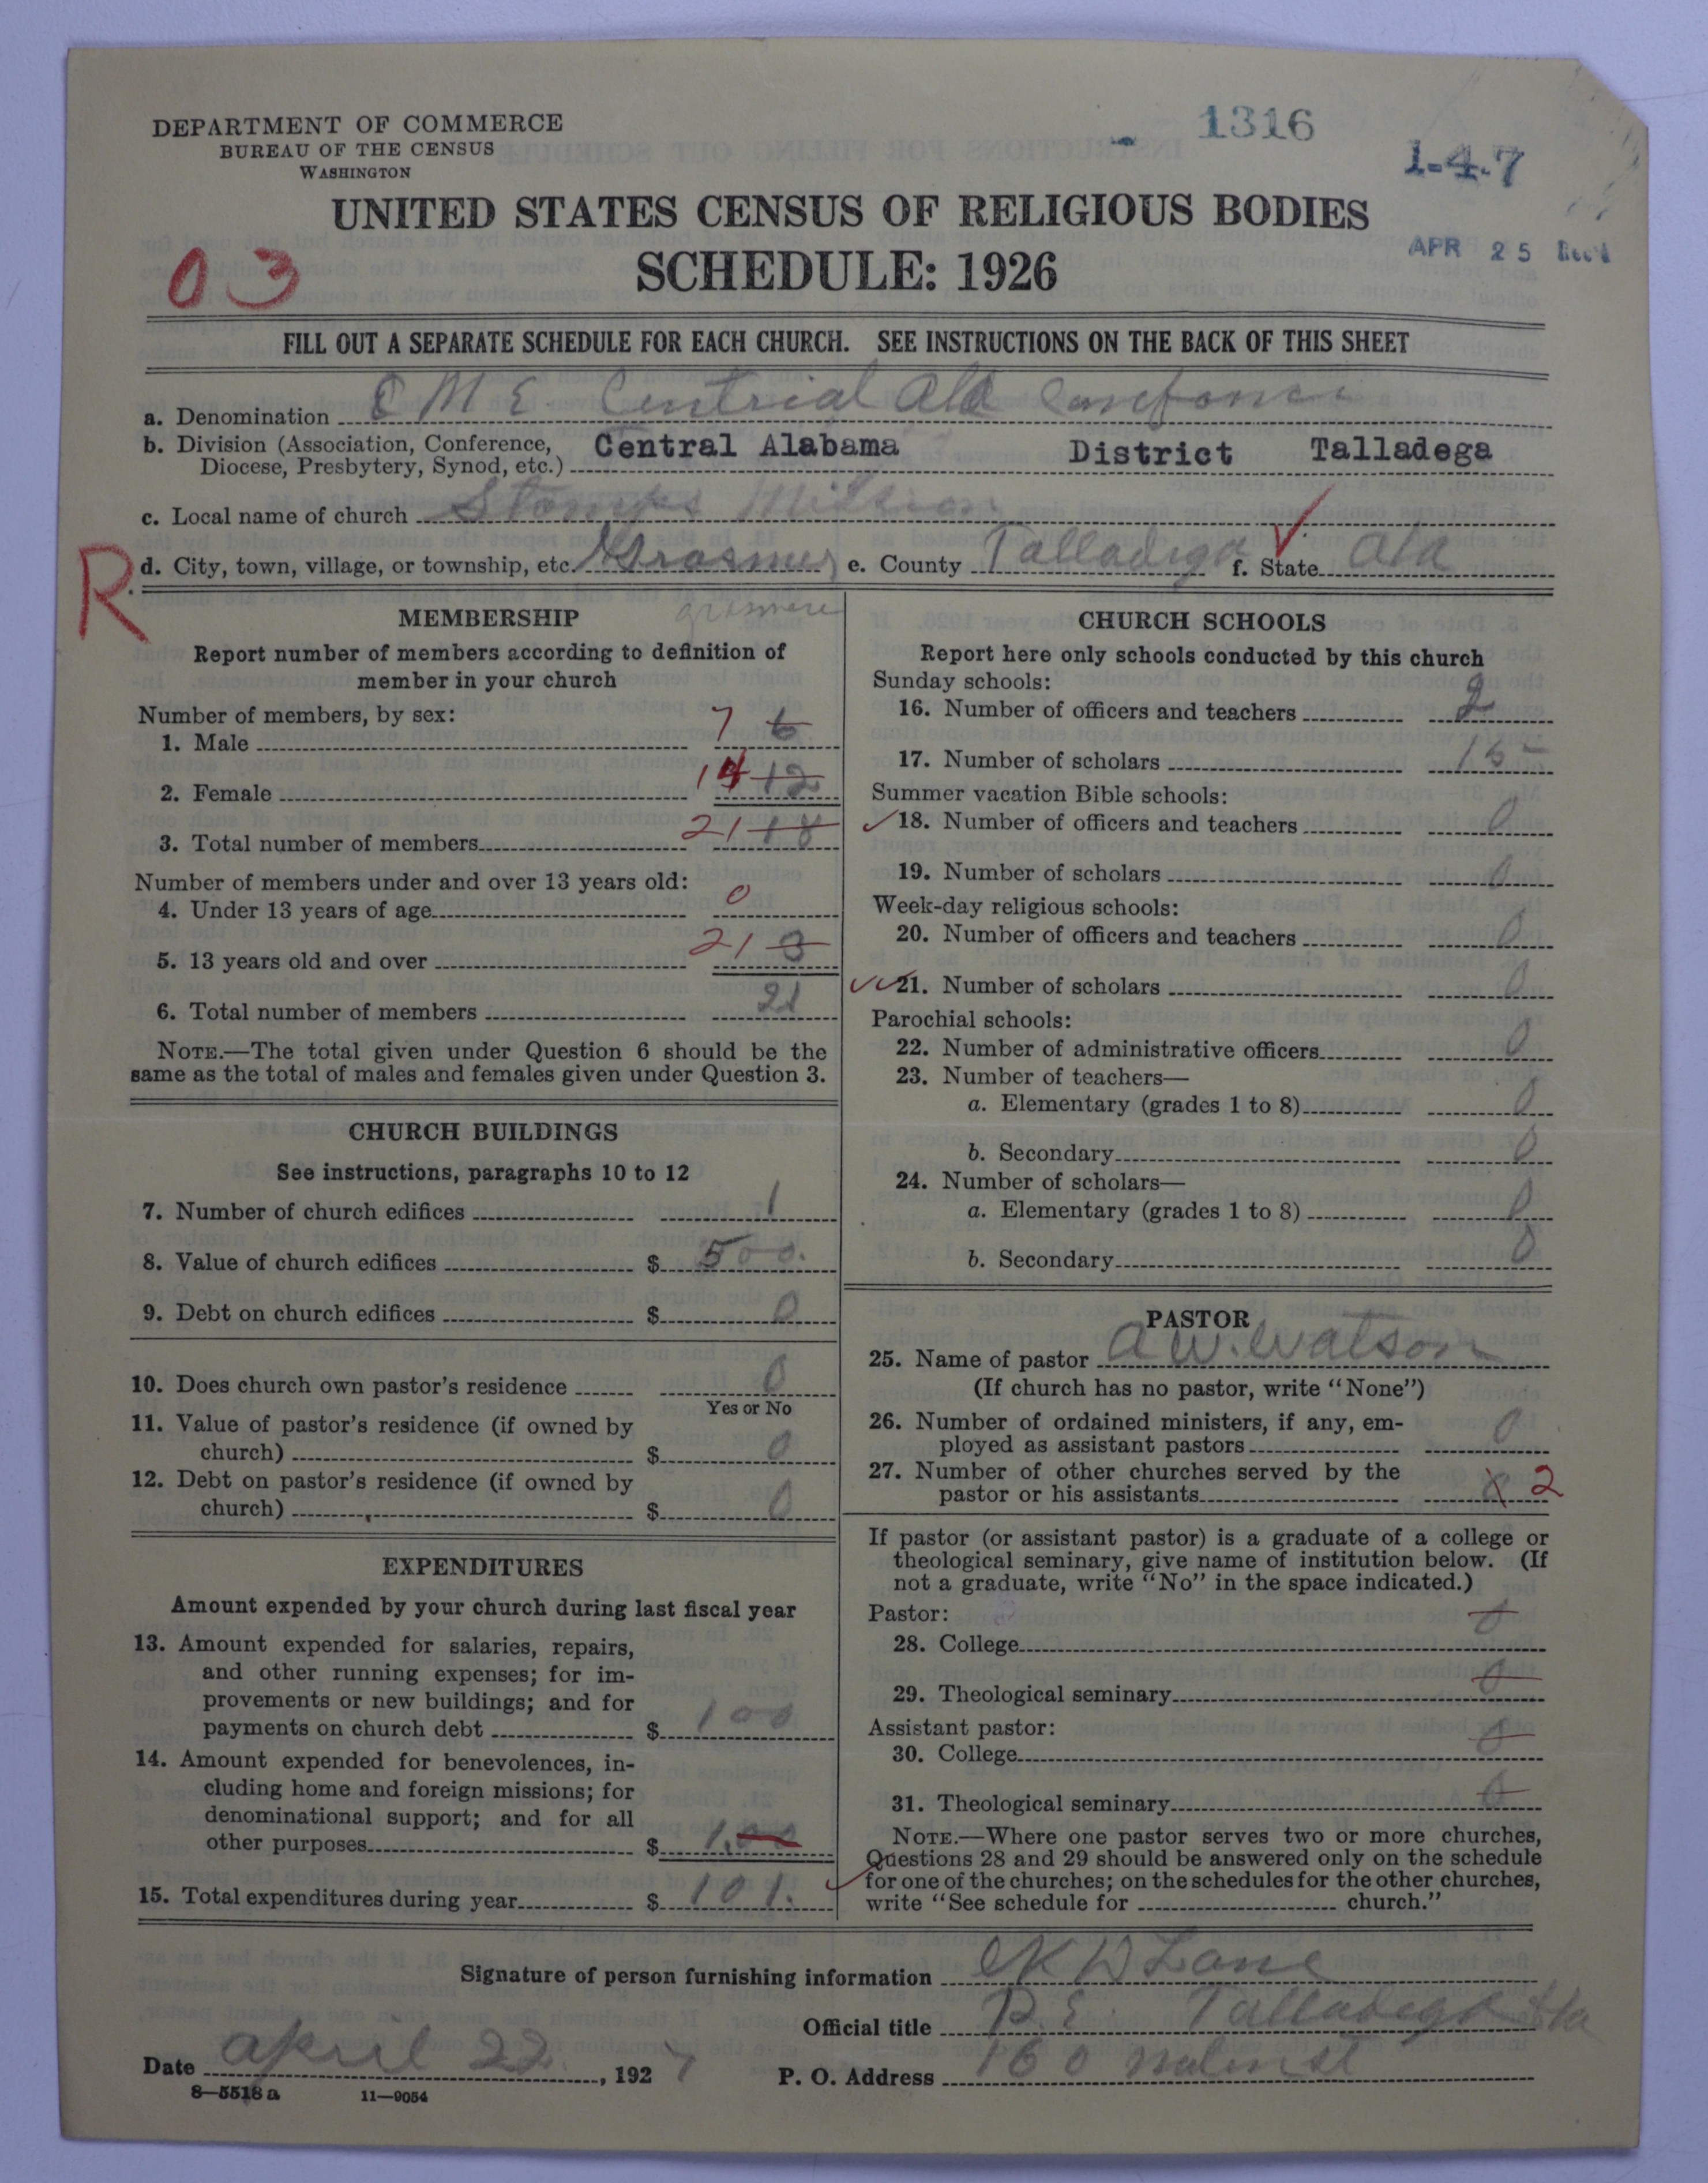 1316
1-4-7
DEPARTMENT OF COMMERCE
BUREAU OF THE CENSUS
WASHINGTON
UNITED STATES CENSUS OF RELIGIOUS BODIES
SCHEDULE: 1926
APR 25 Rec'd
03
FILL OUT A SEPARATE SCHEDULE FOR EACH CHURCH. SEE INSTRUCTIONS ON THE BACK OF THIS SHEET
a. Denomination C M E Centrial Ala
b. Division (Association, Conference, Diocese, Presbytery, Synod, etc.) Central Alabama District Talladega
c. Local name of church Mission
R
d. City, town, village, or township, etc. Grasmer e. County Talladega f. State Ala
grasmere
MEMBERSHIP
Report number of members according to definition of
member in your church
Number of members, by sex:
1. Male 7 6
2. Female 14 12
3. Total number of members 21 18
Number of members under and over 13 years old:
4. Under 13 years of age 0
5. 13 years old and over 21 0
6. Total number of members 21
NOTE.—The total given under Question 6 should be the
same as the total of males and females given under Question 3.
CHURCH BUILDINGS
See instructions, paragraphs 10 to 12
7. Number of church edifices 1
8. Value of church edifices $ 500.
9. Debt on church edifices $ 0
10. Does church own pastor's residence 0
Yes or No
11. Value of pastor's residence (if owned by
church) $ 0
12. Debt on pastor's residence (if owned by
church) $ 0
EXPENDITURES
Amount expended by your church during last fiscal year
13. Amount expended for salaries, repairs,
and other running expenses; for im-
provements or new buildings; and for
payments on church debt $ 100
14. Amount expended for benevolences, in-
cluding home and foreign missions; for
denominational support; and for all
other purposes $ 1.00
15. Total expenditures during year $ 101.
CHURCH SCHOOLS
Report here only schools conducted by this church
Sunday schools:
16. Number of officers and teachers 2
17. Number of scholars 15
Summer vacation Bible schools:
18. Number of officers and teachers 0
19. Number of scholars 0
Week-day religious schools:
20. Number of officers and teachers 0
21. Number of scholars 0
Parochial schools:
22. Number of administrative officers 0
23. Number of teachers—
a. Elementary (grades 1 to 8) 0
b. Secondary 0
24. Number of scholars—
a. Elementary (grades 1 to 8) 0
b. Secondary 0
PASTOR
25. Name of pastor A W. Watson
(If church has no pastor, write "None")
26. Number of ordained ministers, if any, em-
ployed as assistant pastors 0
27. Number of other churches served by the
pastor or his assistants 2
If pastor (or assistant pastor) is a graduate of a college or
theological seminary, give name of institution below. (If
not a graduate, write "No" in the space indicated.)
Pastor:
28. College 0
29. Theological seminary 0
Assistant pastor:
30. College 0
31. Theological seminary 0
NOTE.—Where one pastor serves two or more churches,
Questions 28 and 29 should be answered only on the schedule
for one of the churches; on the schedules for the other churches,
write "See schedule for church."
Signature of person furnishing information K D Lane
Official title P. E. Talladega Ala
Date April 22, 1927 P. O. Address 160 st
8—5518 a 11—9054